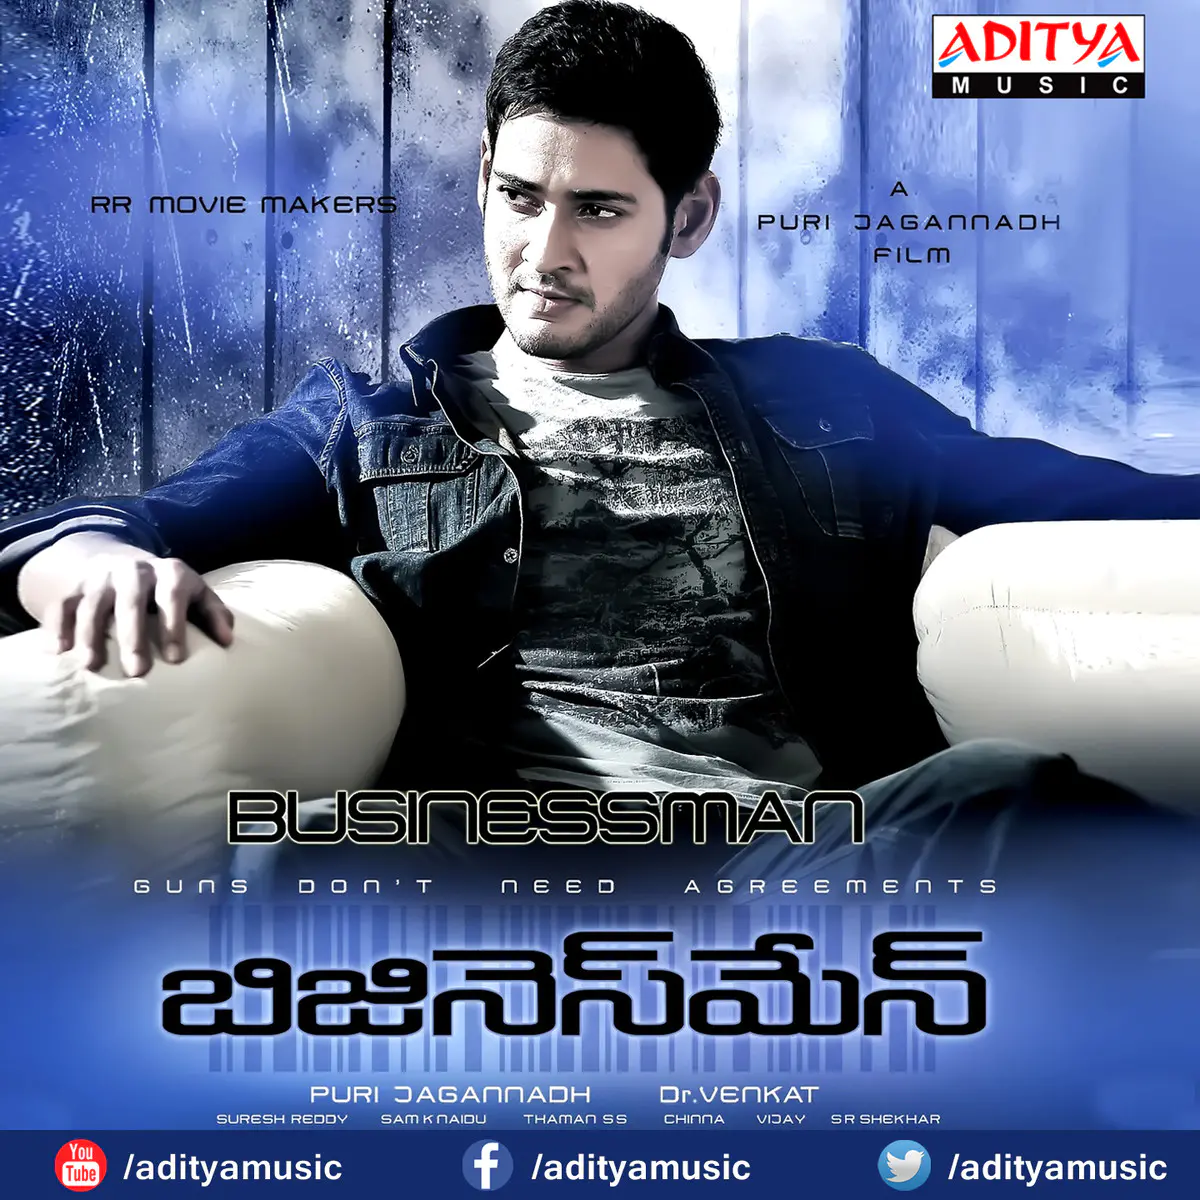 ADITYA
MUSIC
RR MOVIE MAKERS
A
PURI JAGANNADH
FILM
BUSINESSMAN
GUNS DON'T NEED AGREEMENTS
బిజినెస్‌మేన్
PURI JAGANNADH Dr.VENKAT
SURESH REDDY SAM K NAIDU THAMAN SS CHINNA VIJAY S R SHEKHAR
You Tube /adityamusic f /adityamusic /adityamusic